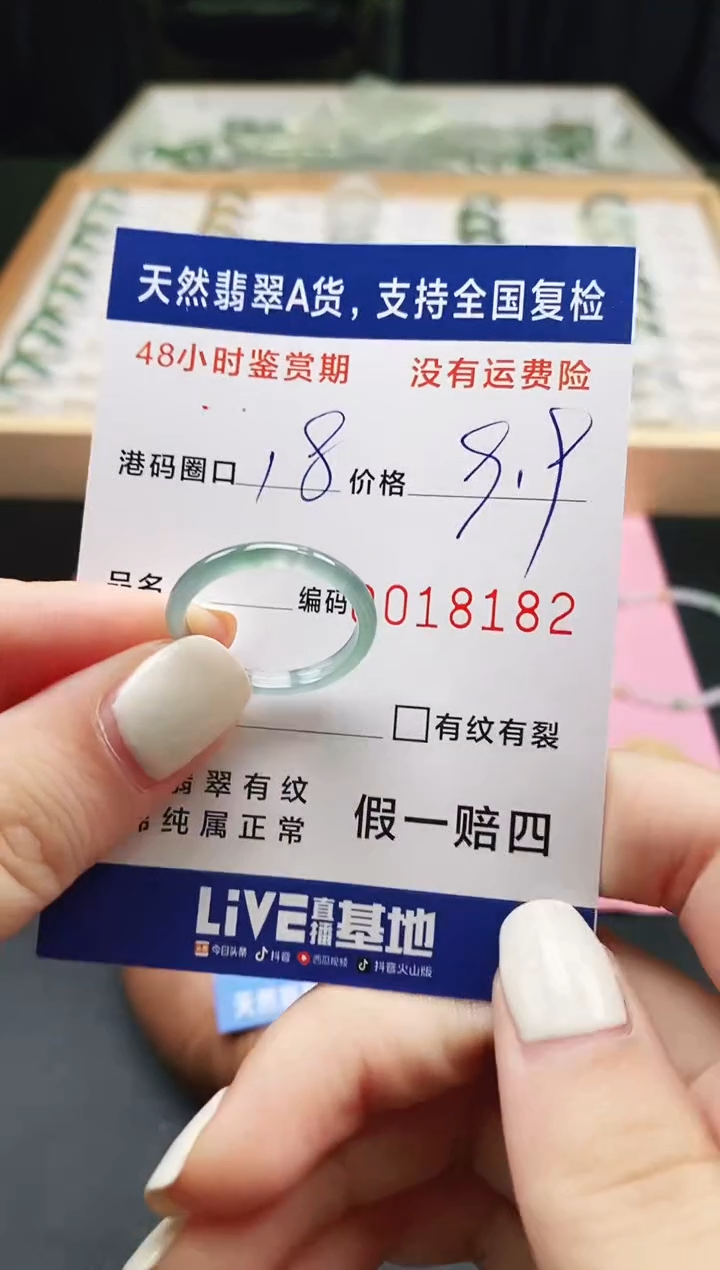 天然翡翠A货，支持全国复检
48小时鉴赏期 没有运费险
港码圈口 18 价格
品名 编码 0018182
有纹有裂
翡翠有纹
纯属正常 假一赔四
LiVE直播基地
今日头条 抖音 西瓜视频 抖音火山版